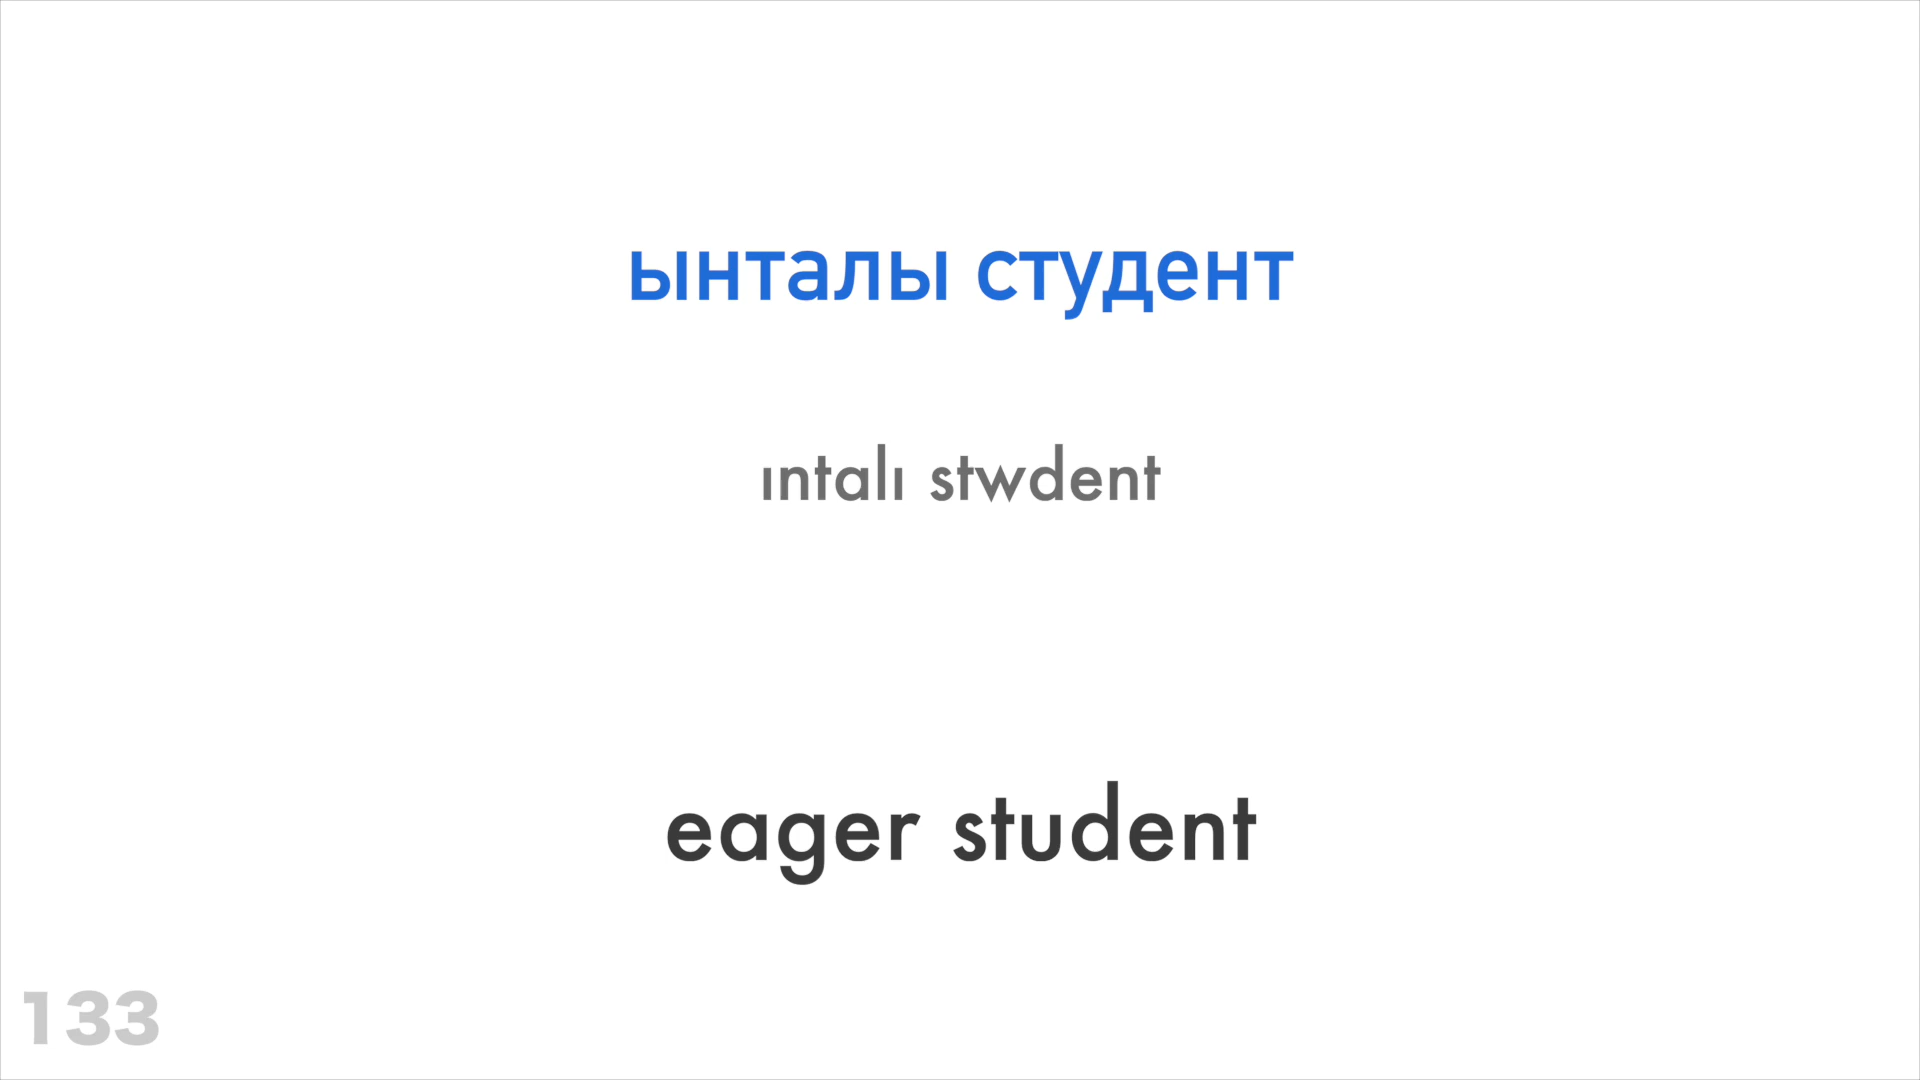 ынталы студент
ıntalı stwdent
eager student
133